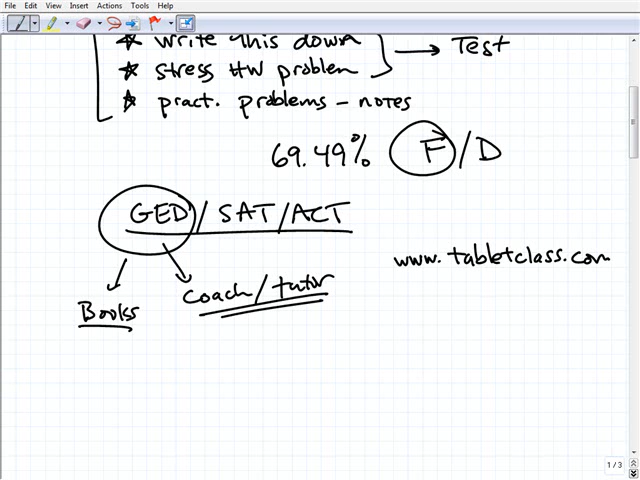 File Edit View Insert Actions Tools Help
★ write this down
★ stress HW problem → Test
★ pract. problems – notes
69.49% F/D
GED/SAT/ACT
www.tabletclass.com
Books coach/tutor
1/3